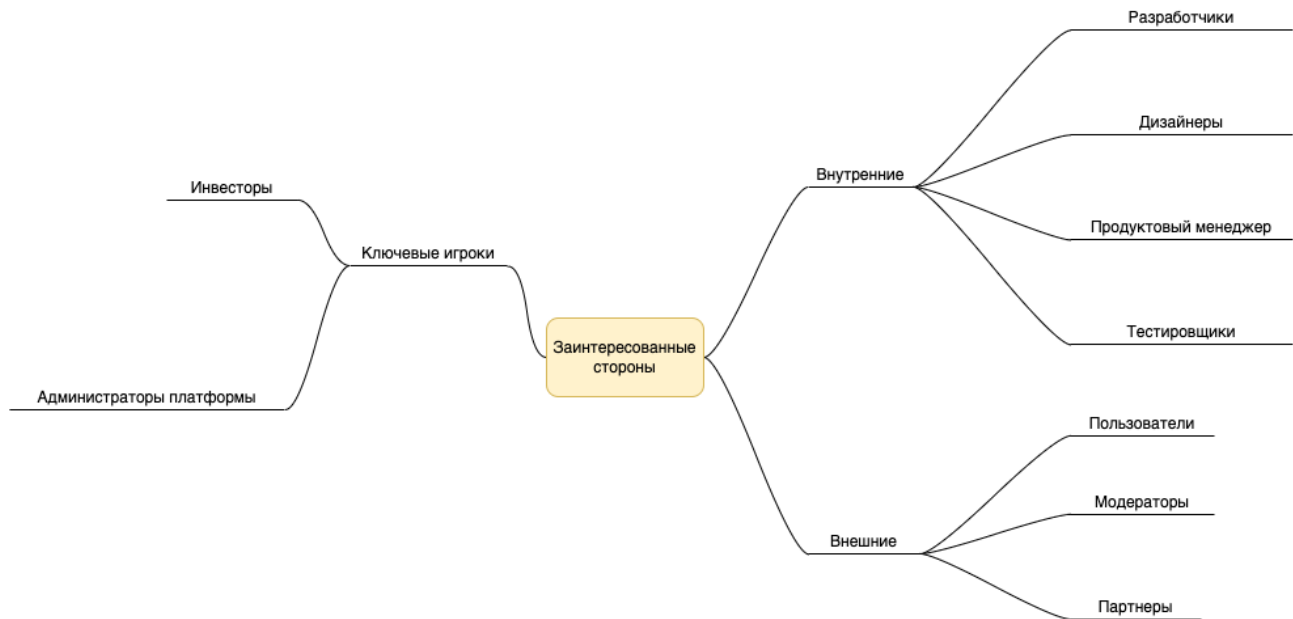 Разработчики
Дизайнеры
Внутренние
Инвесторы
Продуктовый менеджер
Ключевые игроки
Тестировщики
Заинтересованные
стороны
Администраторы платформы
Пользователи
Модераторы
Внешние
Партнеры